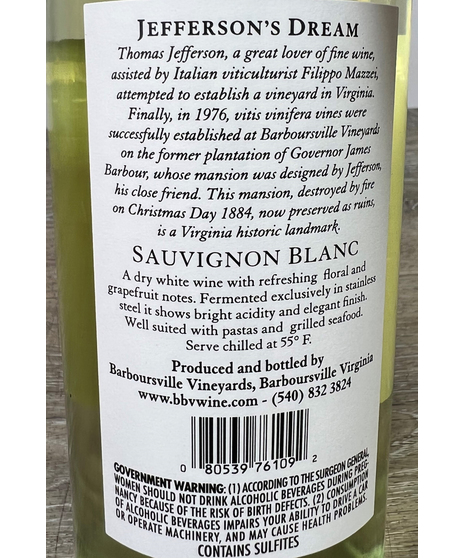 JEFFERSON'S DREAM
Thomas Jefferson, a great lover of fine wine,
assisted by Italian viticulturist Filippo Mazzei,
attempted to establish a vineyard in Virginia.
Finally, in 1976, vitis vinifera vines were
successfully established at Barboursville Vineyards
on the former plantation of Governor James
Barbour, whose mansion was designed by Jefferson,
his close friend. This mansion, destroyed by fire
on Christmas Day 1884, now preserved as ruins,
is a Virginia historic landmark.
SAUVIGNON BLANC
A dry white wine with refreshing floral and
grapefruit notes. Fermented exclusively in stainless
steel it shows bright acidity and elegant finish.
Well suited with pastas and grilled seafood.
Serve chilled at 55° F.
Produced and bottled by
Barboursville Vineyards, Barboursville Virginia
www.bbvwine.com - (540) 832 3824
0 80539 76109 2
GOVERNMENT WARNING: (1) ACCORDING TO THE SURGEON GENERAL,
WOMEN SHOULD NOT DRINK ALCOHOLIC BEVERAGES DURING PREG-
NANCY BECAUSE OF THE RISK OF BIRTH DEFECTS. (2) CONSUMPTION
OF ALCOHOLIC BEVERAGES IMPAIRS YOUR ABILITY TO DRIVE A CAR
OR OPERATE MACHINERY, AND MAY CAUSE HEALTH PROBLEMS.
CONTAINS SULFITES